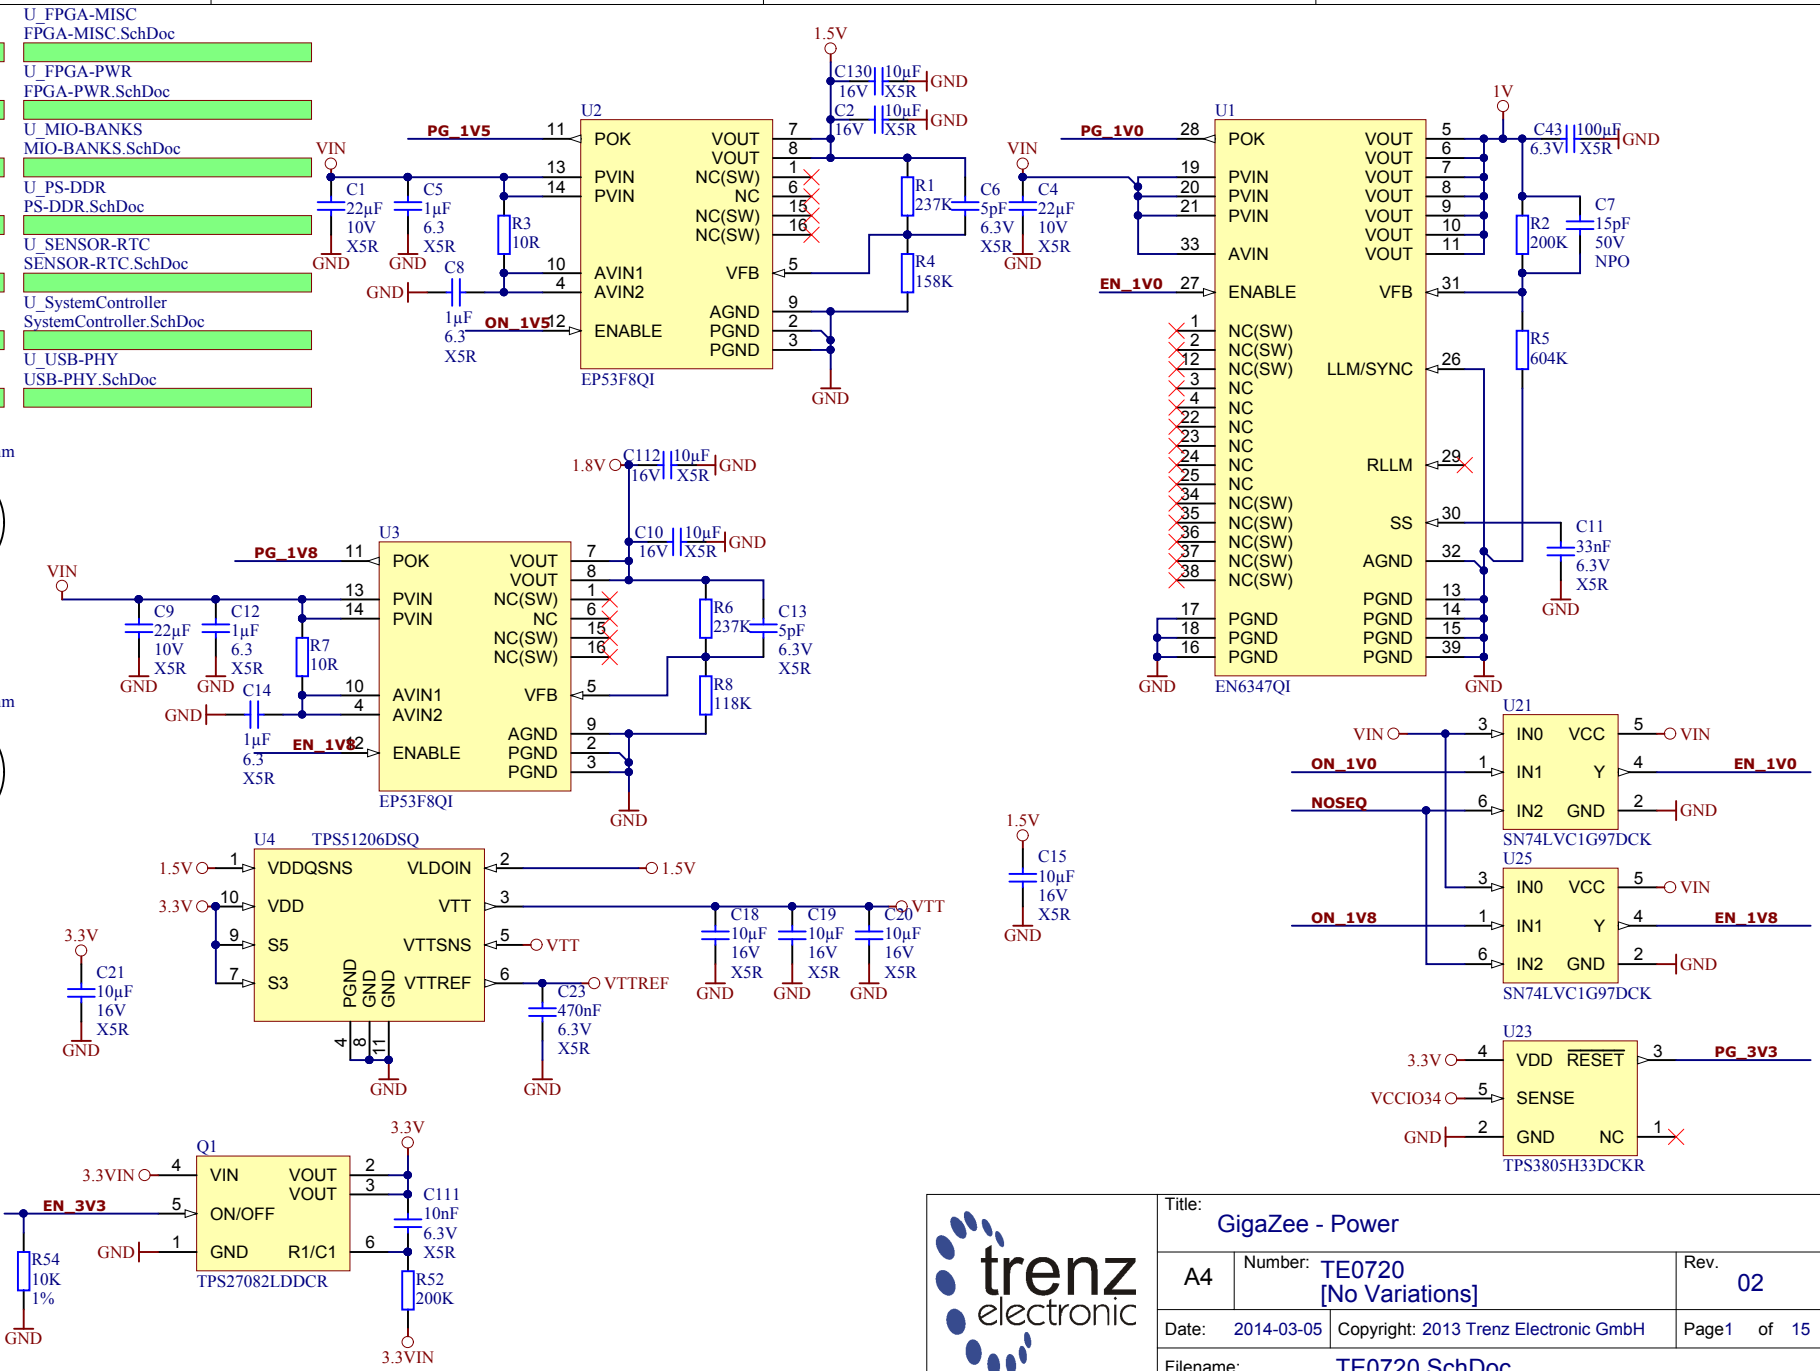 U_FPGA-MISC
FPGA-MISC.SchDoc
U_FPGA-PWR
FPGA-PWR.SchDoc
U_MIO-BANKS
MIO-BANKS.SchDoc
U_PS-DDR
PS-DDR.SchDoc
U_SENSOR-RTC
SENSOR-RTC.SchDoc
U_SystemController
SystemController.SchDoc
U_USB-PHY
USB-PHY.SchDoc
U2
PG_1V5 11 POK VOUT 7
VOUT 8
13 PVIN NC(SW) 1
14 PVIN NC 6
NC(SW) 15
NC(SW) 16
10 AVIN1 VFB 5
4 AVIN2
AGND 9
ON_1V5 12 ENABLE PGND 2
PGND 3
EP53F8QI
VIN
C1 22µF 10V X5R GND
C5 1µF 6.3 X5R GND
R3 10R
GND C8 1µF 6.3 X5R
1.5V
C130 10µF 16V X5R GND
C2 10µF 16V X5R GND
R1 237K
C6 5pF 6.3V X5R
R4 158K
GND
U1
PG_1V0 28 POK VOUT 5
VOUT 6
19 PVIN VOUT 7
20 PVIN VOUT 8
21 PVIN VOUT 9
VOUT 10
33 AVIN VOUT 11
EN_1V0 27 ENABLE VFB 31
1 NC(SW)
2 NC(SW)
12 NC(SW) LLM/SYNC 26
3 NC
4 NC
22 NC
23 NC
24 NC RLLM 29
25 NC
34 NC(SW)
35 NC(SW) SS 30
36 NC(SW)
37 NC(SW) AGND 32
38 NC(SW)
PGND 13
17 PGND PGND 14
18 PGND PGND 15
16 PGND PGND 39
EN6347QI
GND GND
VIN
C4 22µF 10V X5R GND
1V
C43 100µF 6.3V X5R GND
R2 200K
C7 15pF 50V NPO
R5 604K
C11 33nF 6.3V X5R GND
m
U3
PG_1V8 11 POK VOUT 7
VOUT 8
13 PVIN NC(SW) 1
14 PVIN NC 6
NC(SW) 15
NC(SW) 16
10 AVIN1 VFB 5
4 AVIN2
AGND 9
EN_1V8 12 ENABLE PGND 2
PGND 3
EP53F8QI
VIN
C9 22µF 10V X5R GND
C12 1µF 6.3 X5R GND
R7 10R
GND C14 1µF 6.3 X5R
1.8V C112 10µF 16V X5R GND
C10 10µF 16V X5R GND
R6 237K
C13 5pF 6.3V X5R
R8 118K
GND
m
U4 TPS51206DSQ
1.5V 1 VDDQSNS VLDOIN 2 1.5V
3.3V 10 VDD VTT 3 VTT
9 S5 VTTSNS 5 VTT
7 S3 VTTREF 6 VTTREF
PGND GND GND
4 8 11
GND
C18 10µF 16V X5R GND
C19 10µF 16V X5R GND
C20 10µF 16V X5R GND
C23 470nF 6.3V X5R GND
3.3V
C21 10µF 16V X5R GND
1.5V
C15 10µF 16V X5R GND
U21
VIN 3 IN0 VCC 5 VIN
ON_1V0 1 IN1 Y 4 EN_1V0
NOSEQ 6 IN2 GND 2 GND
SN74LVC1G97DCK
U25
3 IN0 VCC 5 VIN
ON_1V8 1 IN1 Y 4 EN_1V8
6 IN2 GND 2 GND
SN74LVC1G97DCK
U23
3.3V 4 VDD RESET 3 PG_3V3
VCCIO34 5 SENSE
GND 2 GND NC 1
TPS3805H33DCKR
Q1
3.3VIN 4 VIN VOUT 2
VOUT 3
EN_3V3 5 ON/OFF
GND 1 GND R1/C1 6
TPS27082LDDCR
R54 10K 1% GND
3.3V
C111 10nF 6.3V X5R
R52 200K
3.3VIN
trenz
electronic
Title:
GigaZee - Power
A4 Number: TE0720
[No Variations]
Rev. 02
Date: 2014-03-05 Copyright: 2013 Trenz Electronic GmbH Page1 of 15
Filename: TE0720.SchDoc